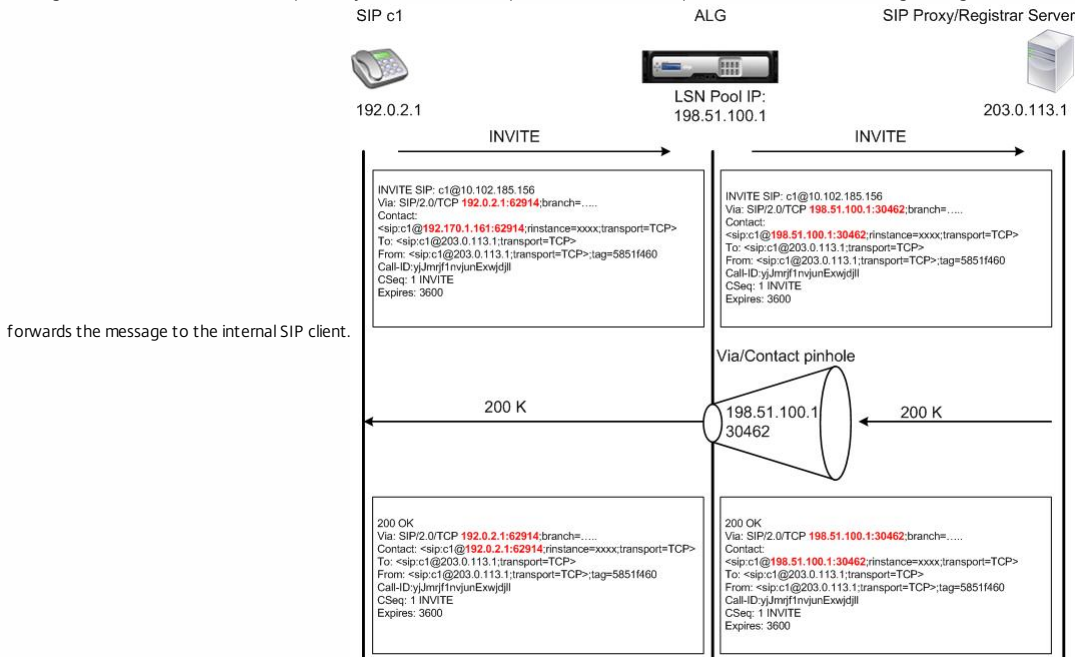 SIP c1
ALG
SIP Proxy/Registrar Server
192.0.2.1
LSN Pool IP:
198.51.100.1
203.0.113.1
INVITE
INVITE
INVITE SIP: c1@10.102.185.156
Via: SIP/2.0/TCP 192.0.2.1:62914;branch=.....
Contact:
<sip:c1@192.170.1.161:62914;rinstance=xxxx;transport=TCP>
To: <sip:c1@203.0.113.1;transport=TCP>
From: <sip:c1@203.0.113.1;transport=TCP>;tag=5851f460
Call-ID:yjJmrjf1nvjunExwjdjll
CSeq: 1 INVITE
Expires: 3600
INVITE SIP: c1@10.102.185.156
Via: SIP/2.0/TCP 198.51.100.1:30462;branch=.....
Contact:
<sip:c1@198.51.100.1:30462;rinstance=xxxx;transport=TCP>
To: <sip:c1@203.0.113.1;transport=TCP>
From: <sip:c1@203.0.113.1;transport=TCP>;tag=5851f460
Call-ID:yjJmrjf1nvjunExwjdjll
CSeq: 1 INVITE
Expires: 3600
forwards the message to the internal SIP client.
Via/Contact pinhole
200 K
198.51.100.1
30462
200 K
200 OK
Via: SIP/2.0/TCP 192.0.2.1:62914;branch=.....
Contact: <sip:c1@192.0.2.1:62914;rinstance=xxxx;transport=TCP>
To: <sip:c1@203.0.113.1;transport=TCP>
From: <sip:c1@203.0.113.1;transport=TCP>;tag=5851f460
Call-ID:yjJmrjf1nvjunExwjdjll
CSeq: 1 INVITE
Expires: 3600
200 OK
Via: SIP/2.0/TCP 198.51.100.1:30462;branch=.....
Contact:
<sip:c1@198.51.100.1:30462;rinstance=xxxx;transport=TCP>
To: <sip:c1@203.0.113.1;transport=TCP>
From: <sip:c1@203.0.113.1;transport=TCP>;tag=5851f460
Call-ID:yjJmrjf1nvjunExwjdjll
CSeq: 1 INVITE
Expires: 3600